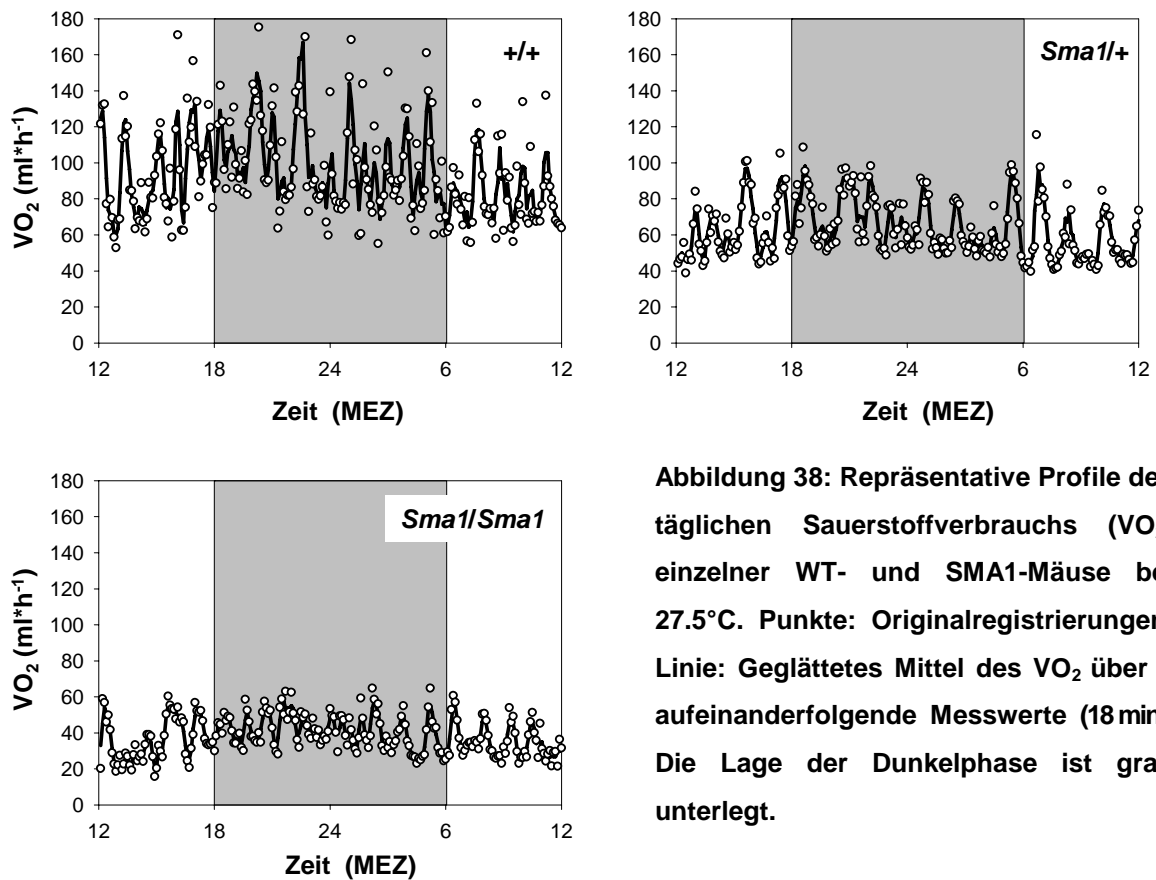 180
160
140
120
100
80
60
40
20
0
VO₂ (ml*h⁻¹)
+/+
12 18 24 6 12
Zeit (MEZ)
180
160
140
120
100
80
60
40
20
0
Sma1/+
12 18 24 6 12
Zeit (MEZ)
180
160
140
120
100
80
60
40
20
0
VO₂ (ml*h⁻¹)
Sma1/Sma1
12 18 24 6 12
Zeit (MEZ)
Abbildung 38: Repräsentative Profile de
täglichen Sauerstoffverbrauchs (VO₂
einzelner WT- und SMA1-Mäuse be
27.5°C. Punkte: Originalregistrierungen
Linie: Geglättetes Mittel des VO₂ über
aufeinanderfolgende Messwerte (18 min
Die Lage der Dunkelphase ist gra
unterlegt.